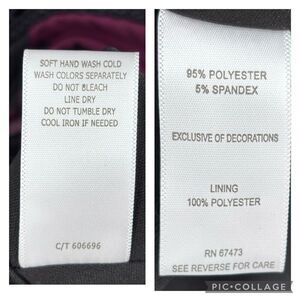 SOFT HAND WASH COLD
WASH COLORS SEPARATELY
DO NOT BLEACH
LINE DRY
DO NOT TUMBLE DRY
COOL IRON IF NEEDED
C/T 606696
95% POLYESTER
5% SPANDEX
EXCLUSIVE OF DECORATIONS
LINING
100% POLYESTER
RN 67473
SEE REVERSE FOR CARE
PIC•COLLAGE